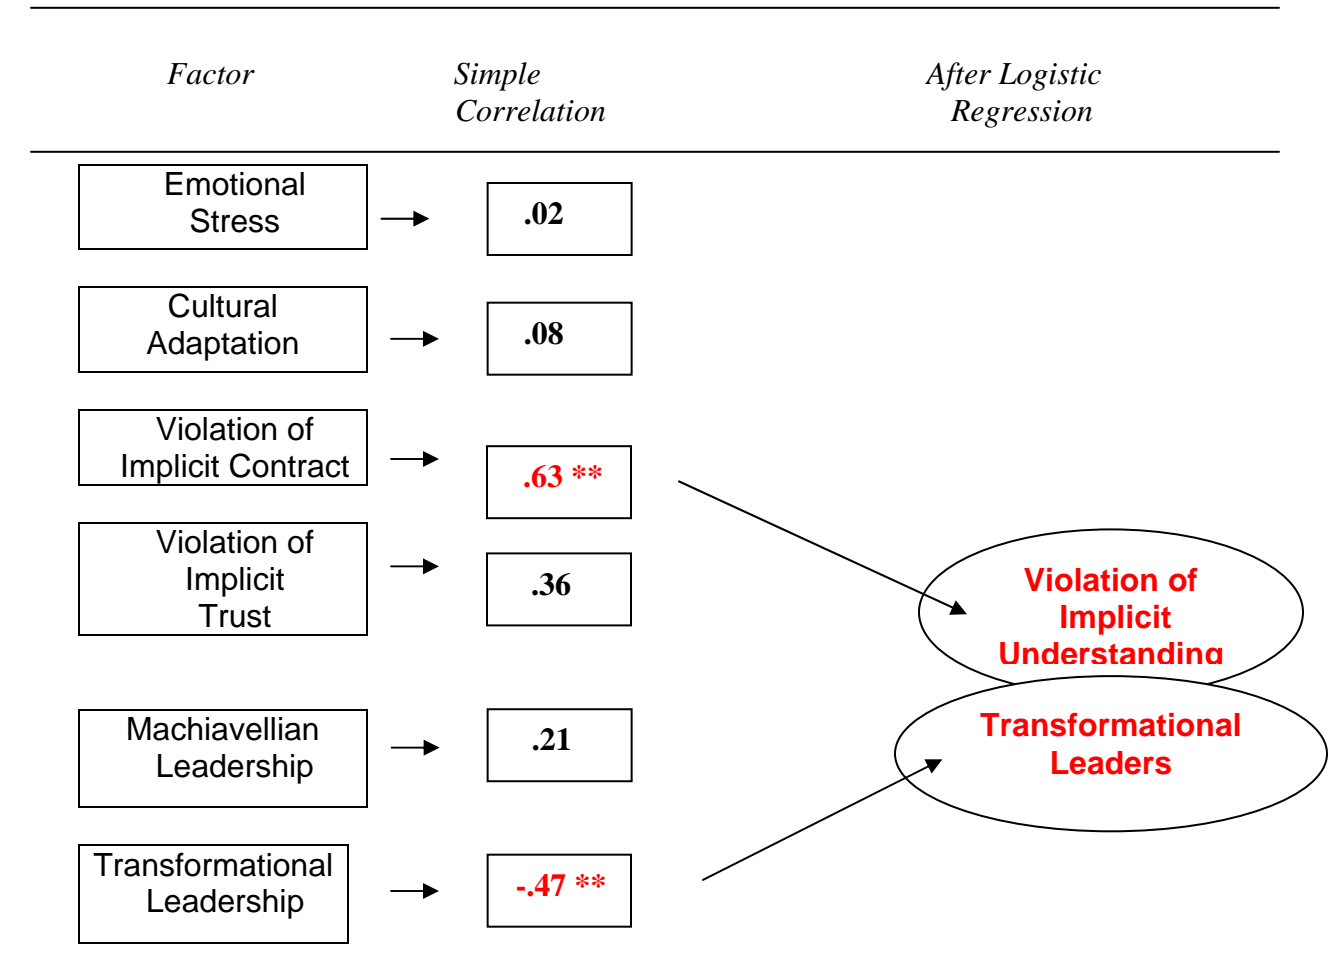 Factor Simple Correlation After Logistic Regression
Emotional
Stress
.02
Cultural
Adaptation
.08
Violation of
Implicit Contract
.63 **
Violation of
Implicit
Trust
.36
Violation of
Implicit
Understanding
Machiavellian
Leadership
.21
Transformational
Leaders
Transformational
Leadership
-.47 **